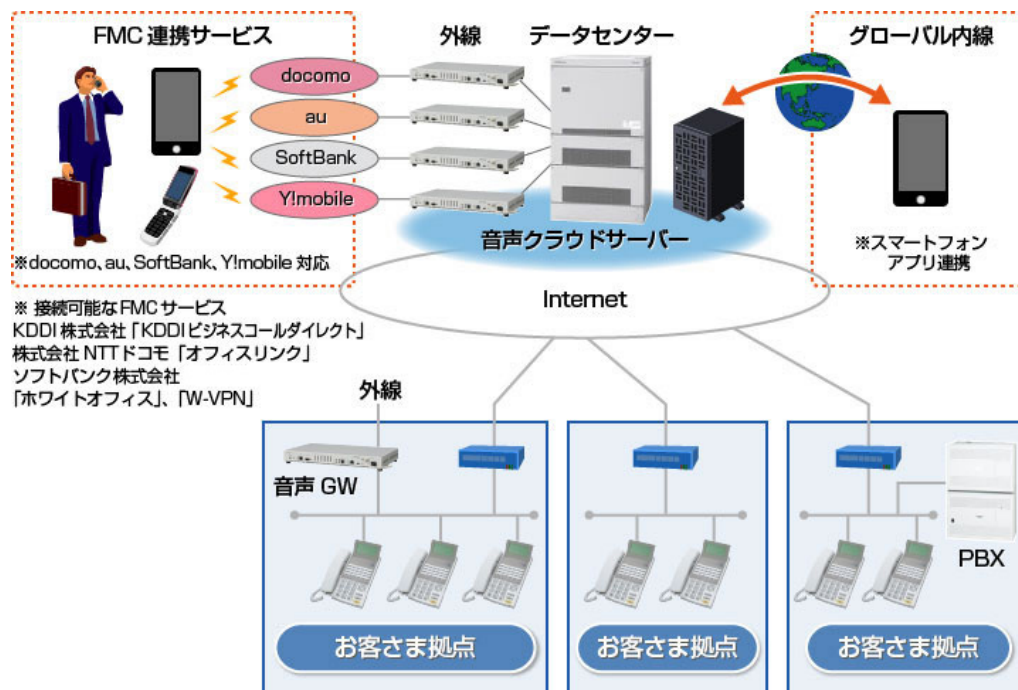 FMC 連携サービス
外線
データセンター
グローバル内線
docomo
au
SoftBank
Y!mobile
音声クラウドサーバー
※docomo、au、SoftBank、Y!mobile 対応
※スマートフォン
アプリ連携
Internet
※ 接続可能なFMCサービス
KDDI 株式会社「KDDIビジネスコールダイレクト」
株式会社 NTTドコモ「オフィスリンク」
ソフトバンク株式会社
「ホワイトオフィス」、「W-VPN」
外線
音声 GW
PBX
お客さま拠点
お客さま拠点
お客さま拠点